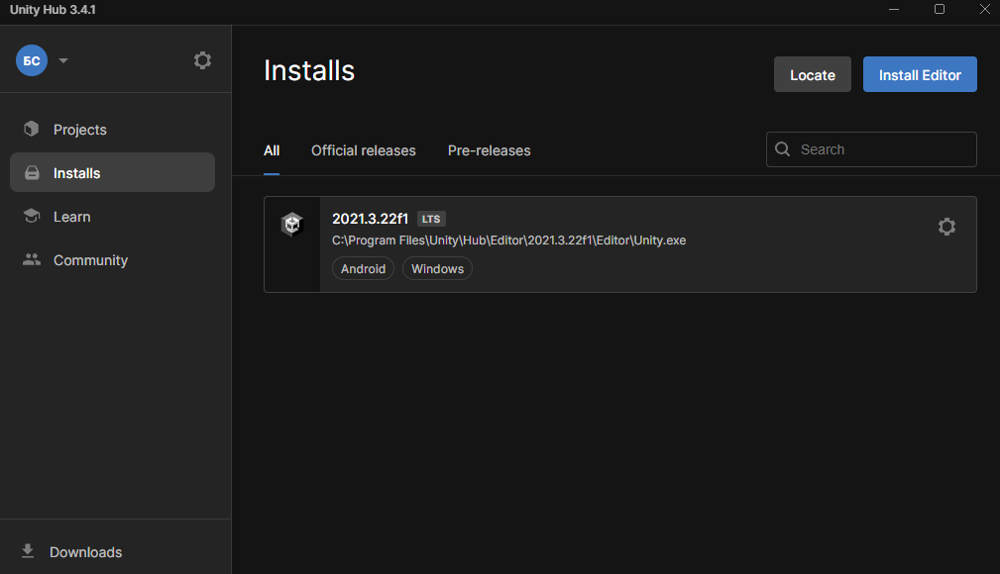 Unity Hub 3.4.1
БС
Projects
Installs
Learn
Community
Downloads
Installs
Locate
Install Editor
All
Official releases
Pre-releases
Search
2021.3.22f1 LTS
C:\Program Files\Unity\Hub\Editor\2021.3.22f1\Editor\Unity.exe
Android
Windows